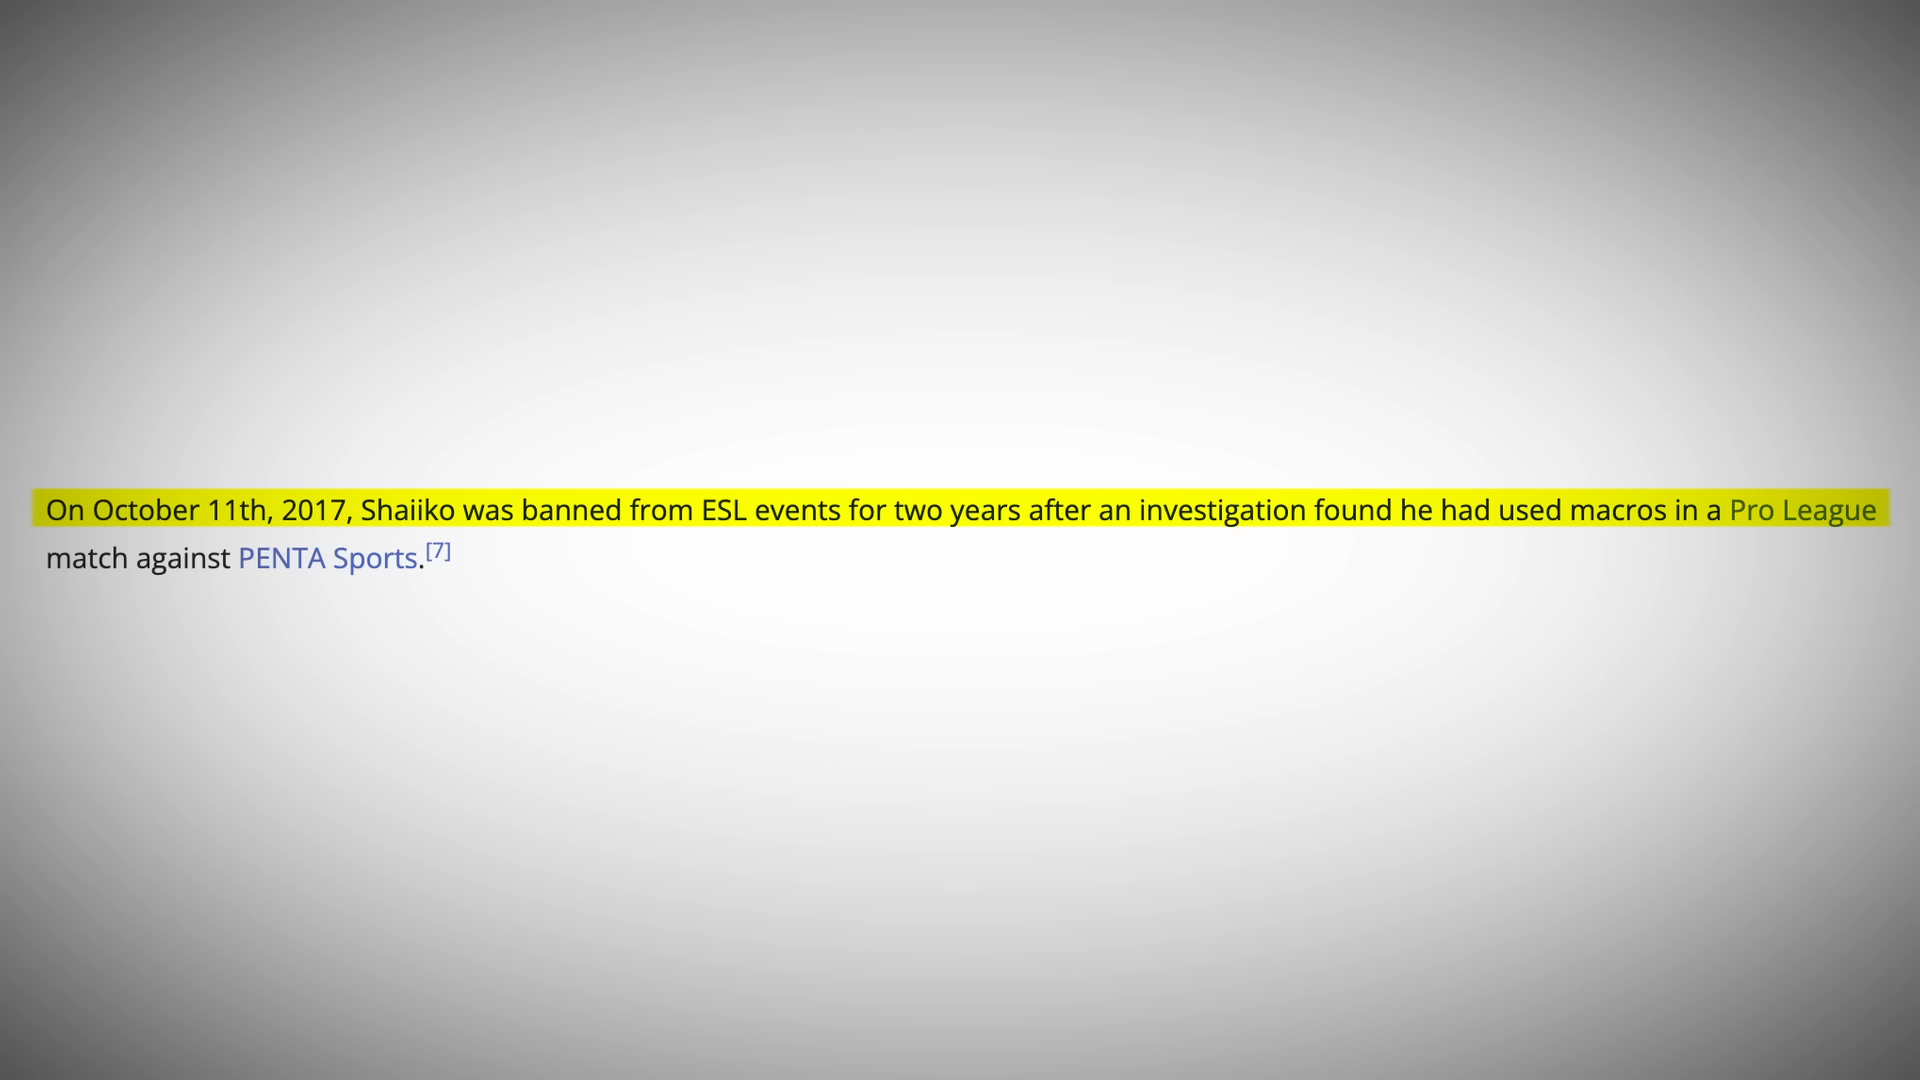 On October 11th, 2017, Shaiiko was banned from ESL events for two years after an investigation found he had used macros in a Pro League
match against PENTA Sports.[7]